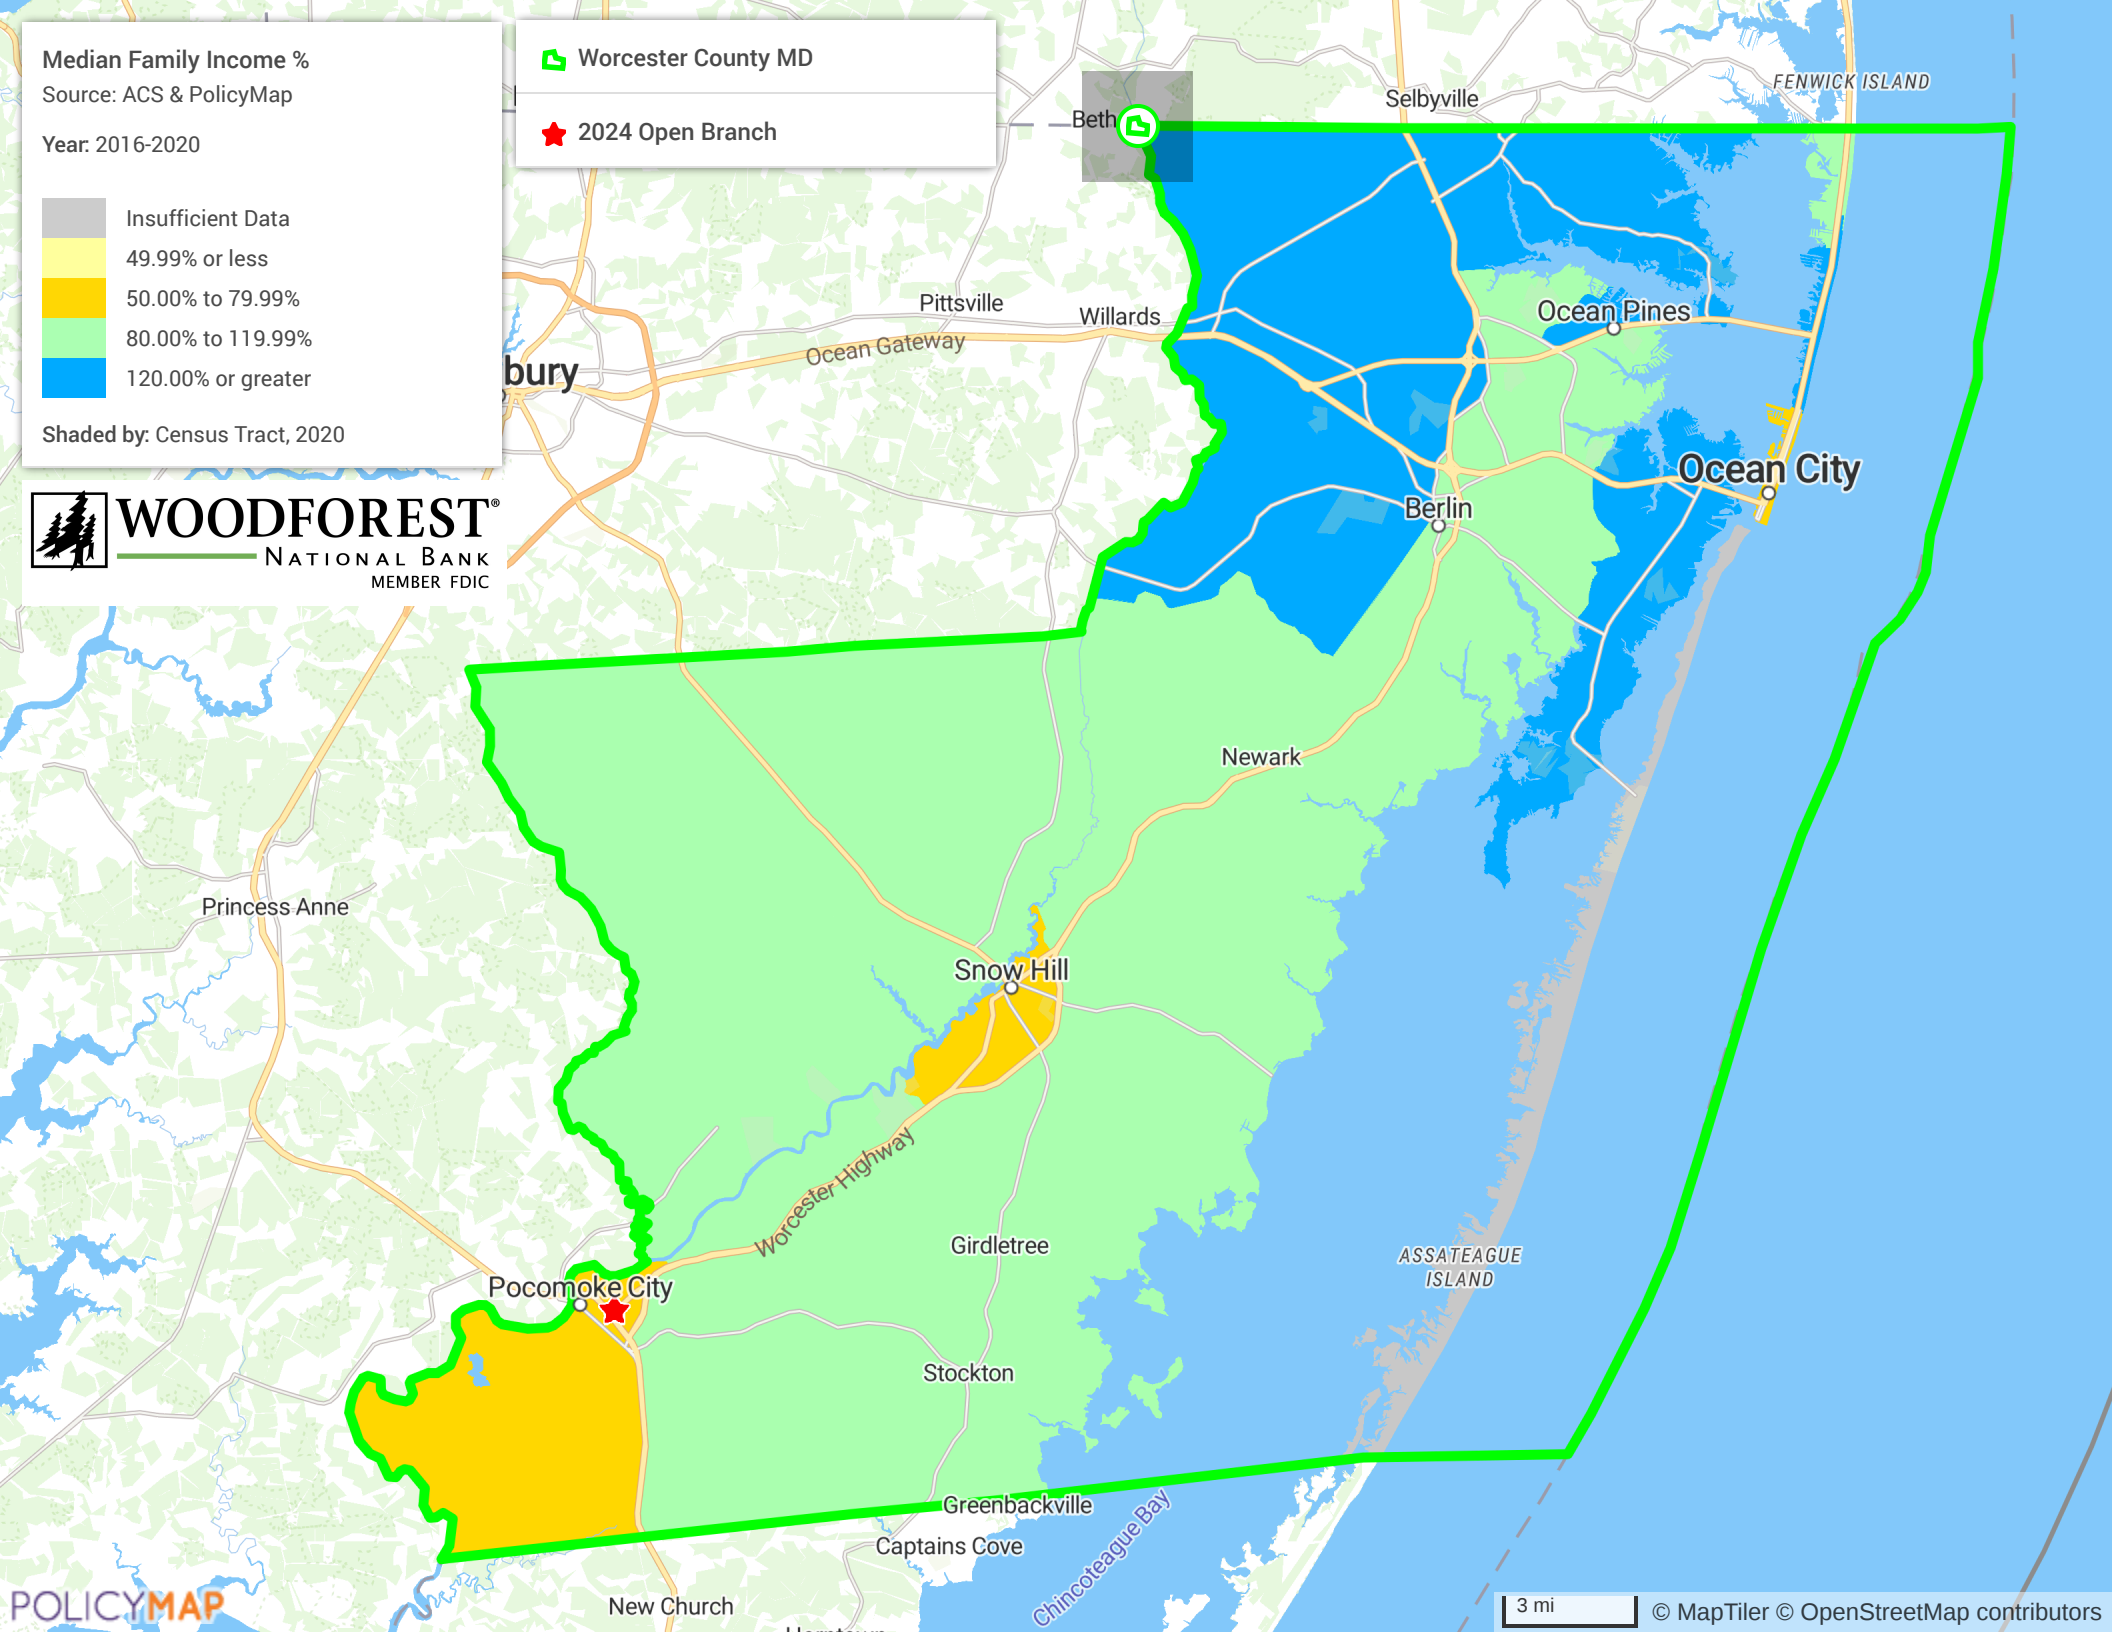 Median Family Income %
Source: ACS & PolicyMap
Year: 2016-2020
Insufficient Data
49.99% or less
50.00% to 79.99%
80.00% to 119.99%
120.00% or greater
Shaded by: Census Tract, 2020
Worcester County MD
2024 Open Branch
WOODFOREST®
NATIONAL BANK
MEMBER FDIC
Beth
Selbyville
FENWICK ISLAND
Pittsville
Willards
Ocean Gateway
Ocean Pines
bury
Ocean City
Berlin
Newark
Princess Anne
Snow Hill
Worcester Highway
Girdletree
ASSATEAGUE
ISLAND
Pocomoke City
Stockton
Greenbackville
Captains Cove
Chincoteague Bay
New Church
POLICYMAP
3 mi
© MapTiler © OpenStreetMap contributors